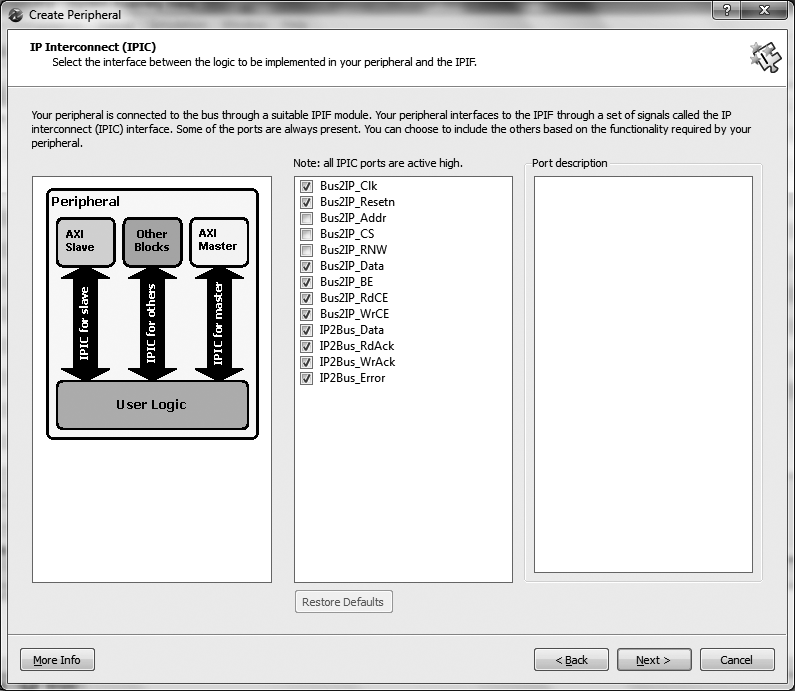 Create Peripheral
?
IP Interconnect (IPIC)
Select the interface between the logic to be implemented in your peripheral and the IPIF.
Your peripheral is connected to the bus through a suitable IPIF module. Your peripheral interfaces to the IPIF through a set of signals called the IP
interconnect (IPIC) interface. Some of the ports are always present. You can choose to include the others based on the functionality required by your
peripheral.
Peripheral
AXI
Slave
Other
Blocks
AXI
Master
IPIC for slave
IPIC for others
IPIC for master
User Logic
Note: all IPIC ports are active high.
Bus2IP_Clk
Bus2IP_Resetn
Bus2IP_Addr
Bus2IP_CS
Bus2IP_RNW
Bus2IP_Data
Bus2IP_BE
Bus2IP_RdCE
Bus2IP_WrCE
IP2Bus_Data
IP2Bus_RdAck
IP2Bus_WrAck
IP2Bus_Error
Port description
Restore Defaults
More Info
< Back
Next >
Cancel